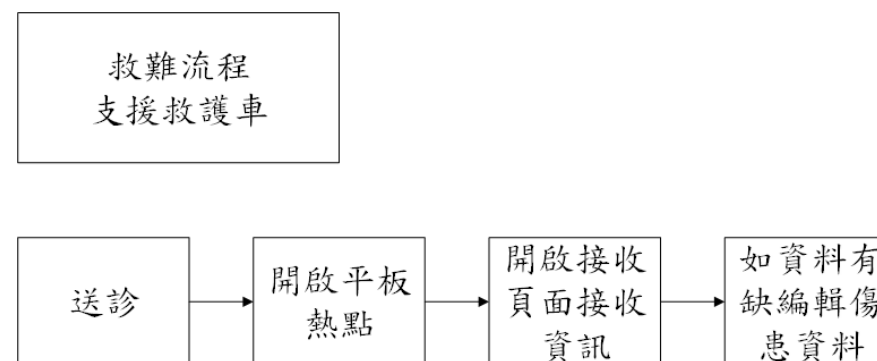 救難流程
支援救護車
送診
開啟平板
熱點
開啟接收
頁面接收
資訊
如資料有
缺編輯傷
患資料